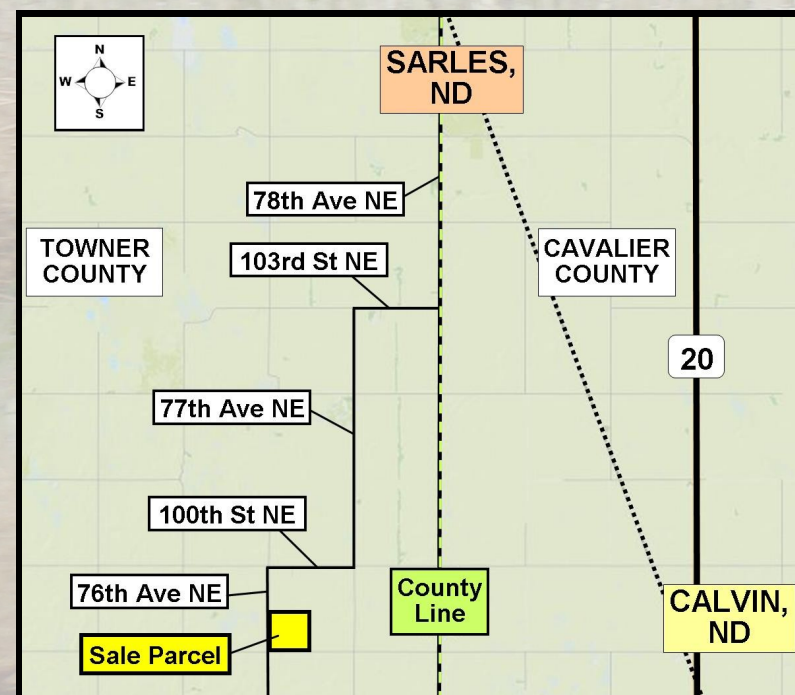 N
W E
S
SARLES,
ND
78th Ave NE
TOWNER
COUNTY
103rd St NE
CAVALIER
COUNTY
20
77th Ave NE
100th St NE
76th Ave NE
County
Line
CALVIN,
ND
Sale Parcel